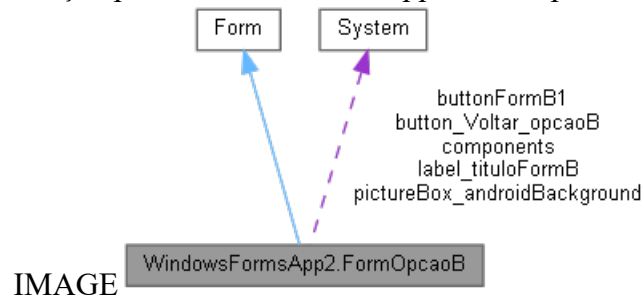 Form
System
buttonFormB1
button_Voltar_opcaoB
components
label_tituloFormB
pictureBox_androidBackground
WindowsFormsApp2.FormOpcaoB
IMAGE